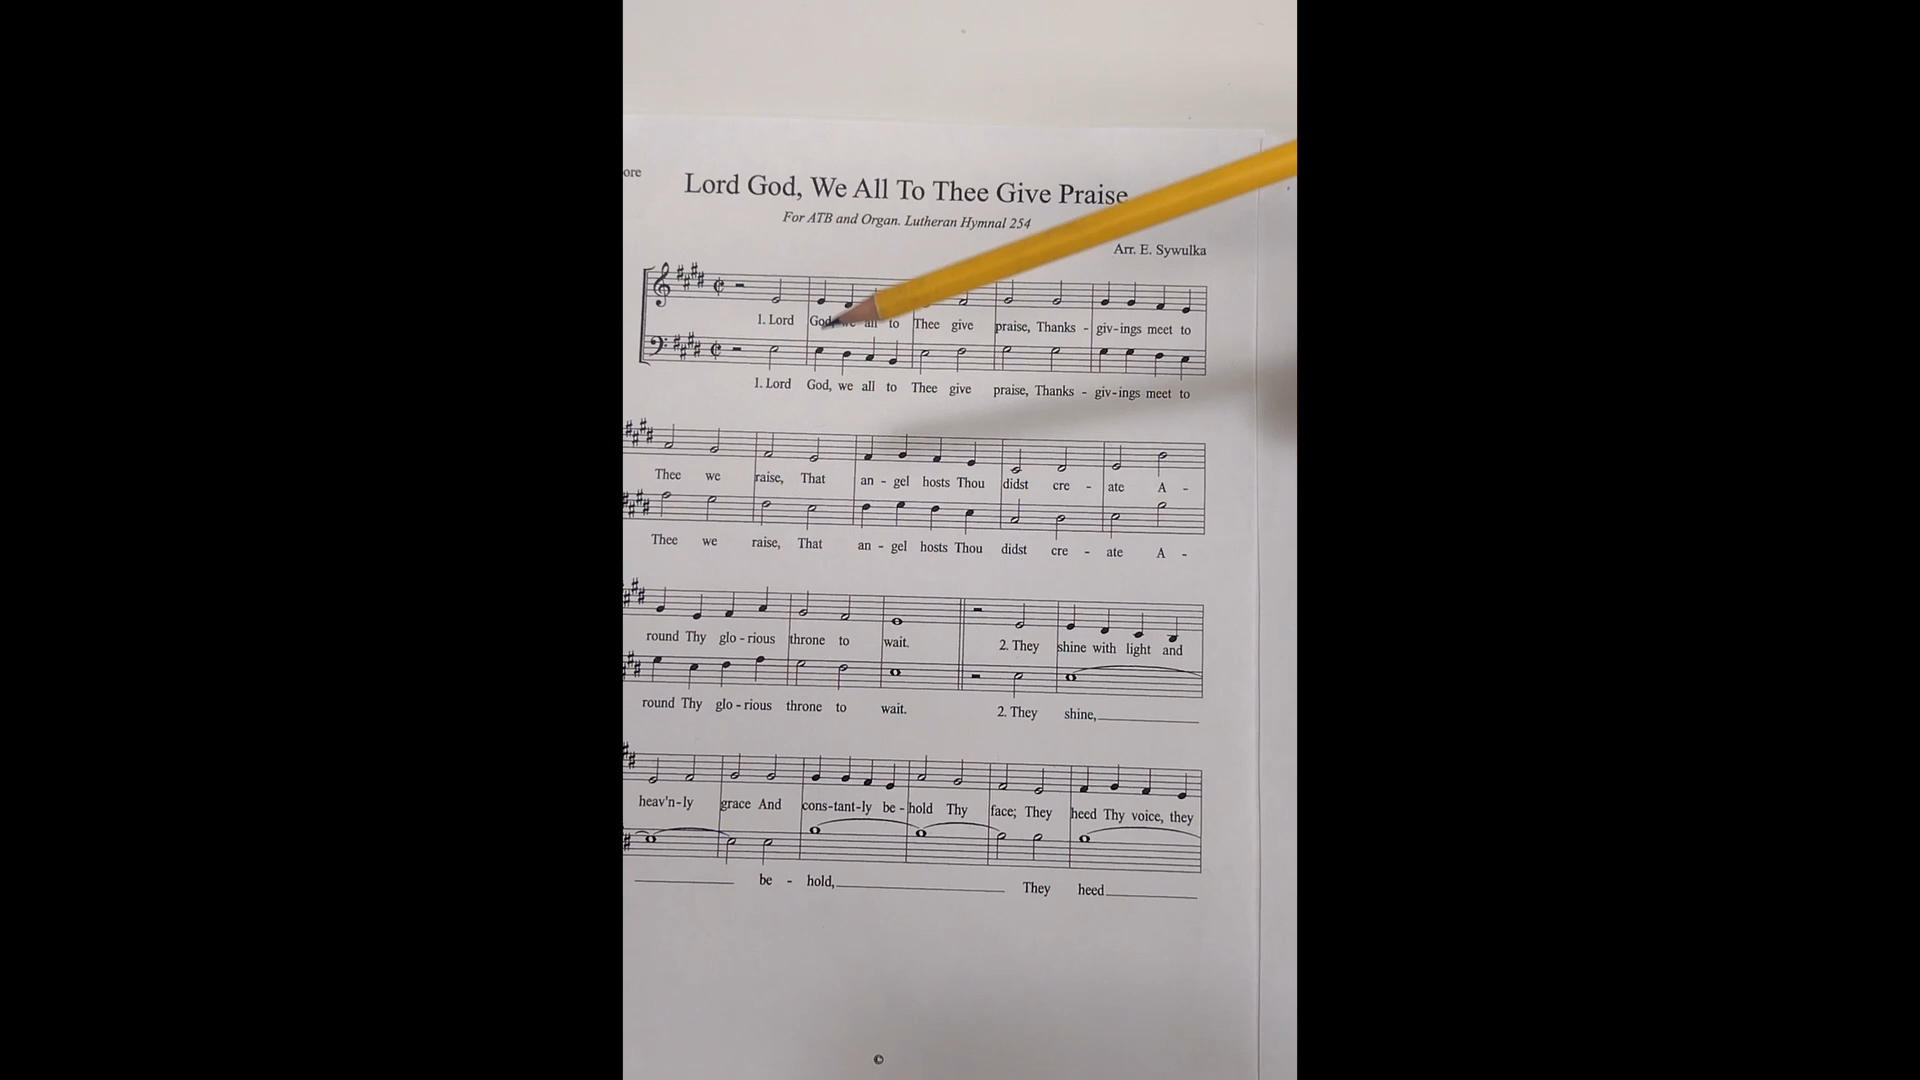 ore
Lord God, We All To Thee Give Praise
For ATB and Organ. Lutheran Hymnal 254
Arr. E. Sywulka
1. Lord God, we all to Thee give praise, Thanks - giv-ings meet to
1. Lord God, we all to Thee give praise, Thanks - giv-ings meet to
Thee we raise, That an - gel hosts Thou didst cre - ate A -
Thee we raise, That an - gel hosts Thou didst cre - ate A -
round Thy glo - rious throne to wait. 2. They shine with light and
round Thy glo - rious throne to wait. 2. They shine,
heav'n-ly grace And cons-tant-ly be - hold Thy face; They heed Thy voice, they
be - hold, They heed
©